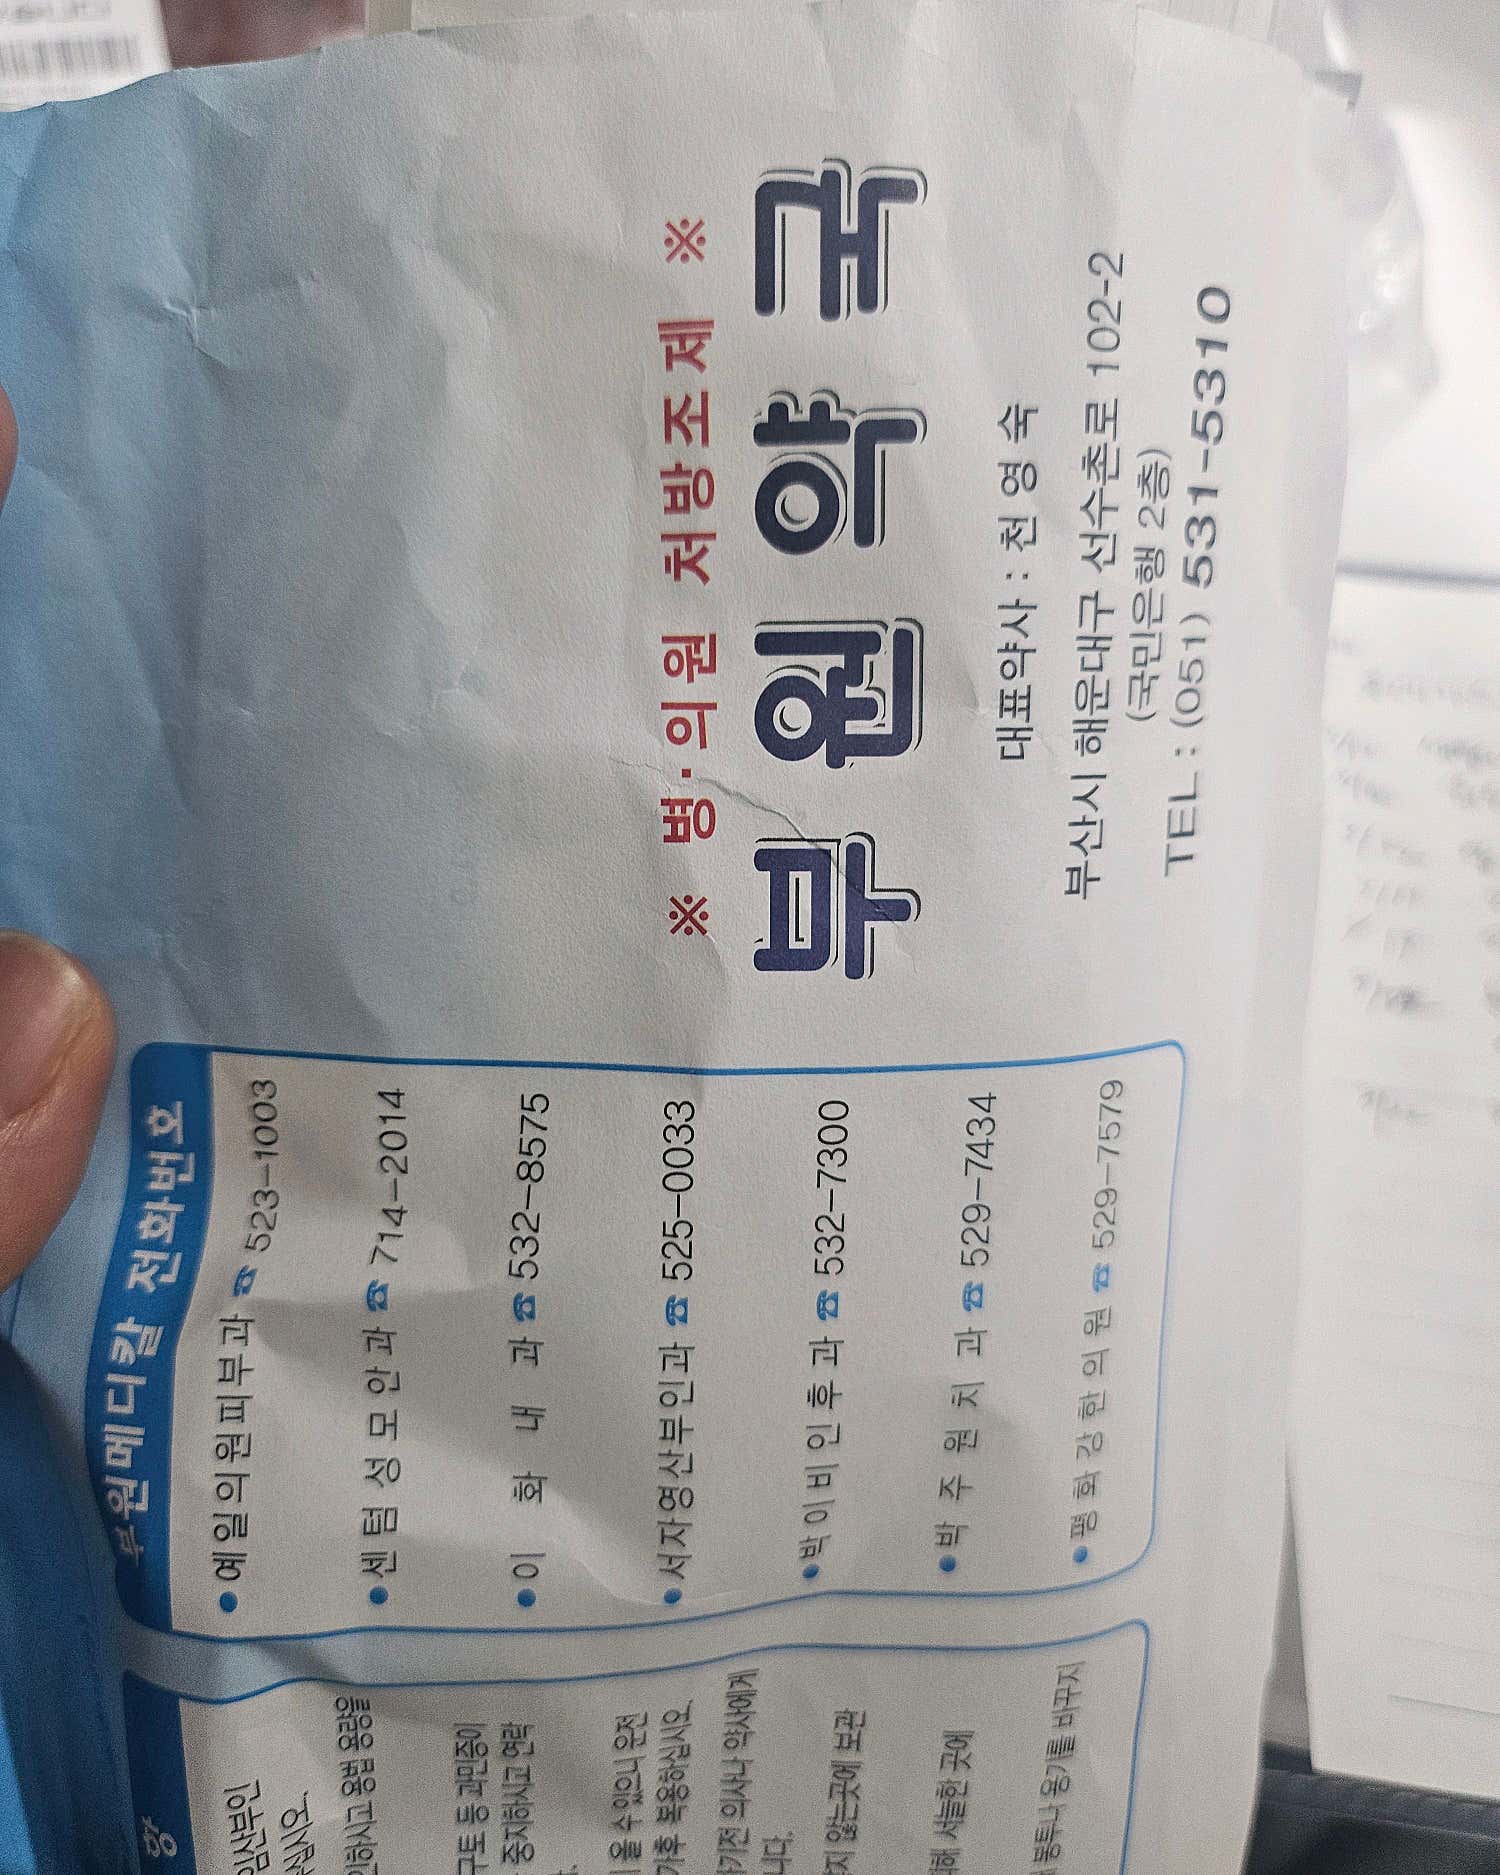 양
임산부인
십시오.
인하시고 용법 용량을
구토 등 과민증이
중지하시고 연락
올 수 있으니 운전
가후 복용하십시오.
하기전 의사나 약사에게
니다.
지 않는곳에 보관
해 서늘한 곳에
봉투나 용기를 바꾸지
부원메디칼 전화번호
●예일의원피부과 ☎ 523-1003
●센텀성모안과 ☎ 714-2014
●이화내과 ☎ 532-8575
●서자영산부인과 ☎ 525-0033
●박이비인후과 ☎ 532-7300
●박주원치과 ☎ 529-7434
●평화강한의원 ☎ 529-7579
※ 병·의원 처방조제 ※
부원약국
대표약사 : 천영숙
부산시 해운대구 선수촌로 102-2
(국민은행 2층)
TEL : (051) 531-5310